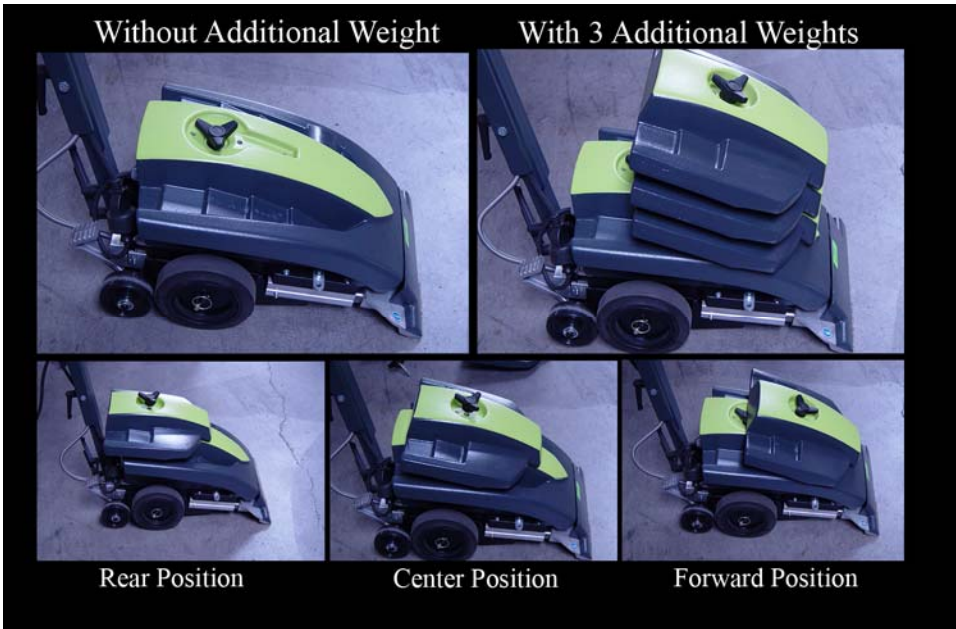 Without Additional Weight
With 3 Additional Weights
Rear Position
Center Position
Forward Position